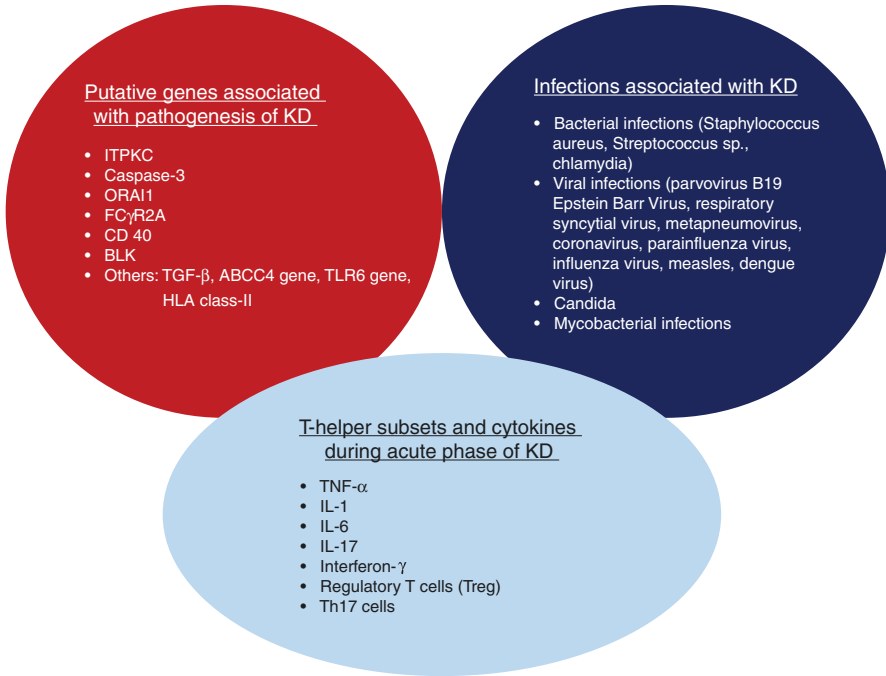 Putative genes associated
with pathogenesis of KD
• ITPKC
• Caspase-3
• ORAI1
• FCγR2A
• CD 40
• BLK
• Others: TGF-β, ABCC4 gene, TLR6 gene,
HLA class-II
Infections associated with KD
• Bacterial infections (Staphylococcus
aureus, Streptococcus sp.,
chlamydia)
• Viral infections (parvovirus B19
Epstein Barr Virus, respiratory
syncytial virus, metapneumovirus,
coronavirus, parainfluenza virus,
influenza virus, measles, dengue
virus)
• Candida
• Mycobacterial infections
T-helper subsets and cytokines
during acute phase of KD
• TNF-α
• IL-1
• IL-6
• IL-17
• Interferon-γ
• Regulatory T cells (Treg)
• Th17 cells